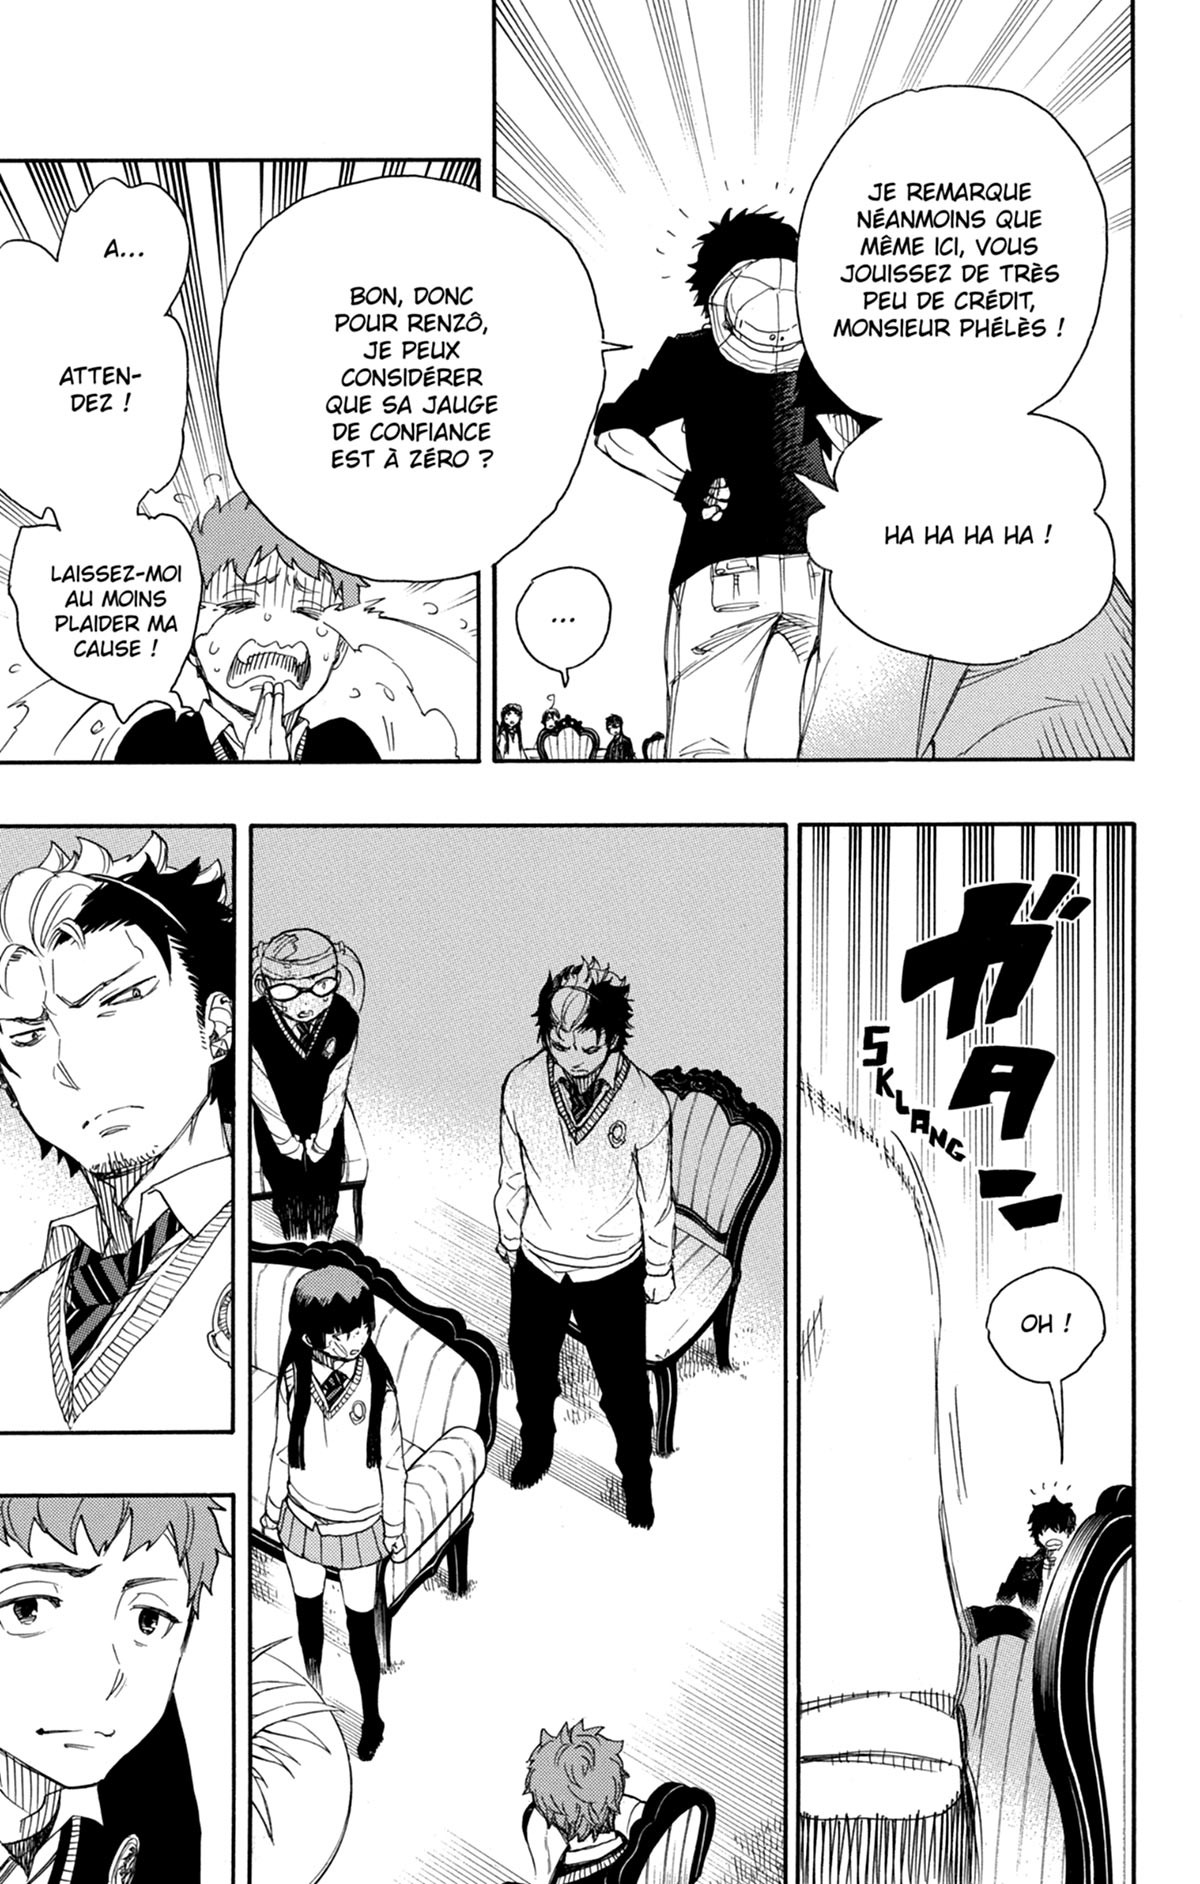 JE REMARQUE
NÉANMOINS QUE
MÊME ICI, VOUS
JOUISSEZ DE TRÈS
PEU DE CRÉDIT,
MONSIEUR PHÉLÈS !
HA HA HA HA !
...
BON, DONC
POUR RENZÔ,
JE PEUX
CONSIDÉRER
QUE SA JAUGE
DE CONFIANCE
EST À ZÉRO ?
A...
ATTEN-
DEZ !
LAISSEZ-MOI
AU MOINS
PLAIDER MA
CAUSE !
ガタン
SKLANG
OH !